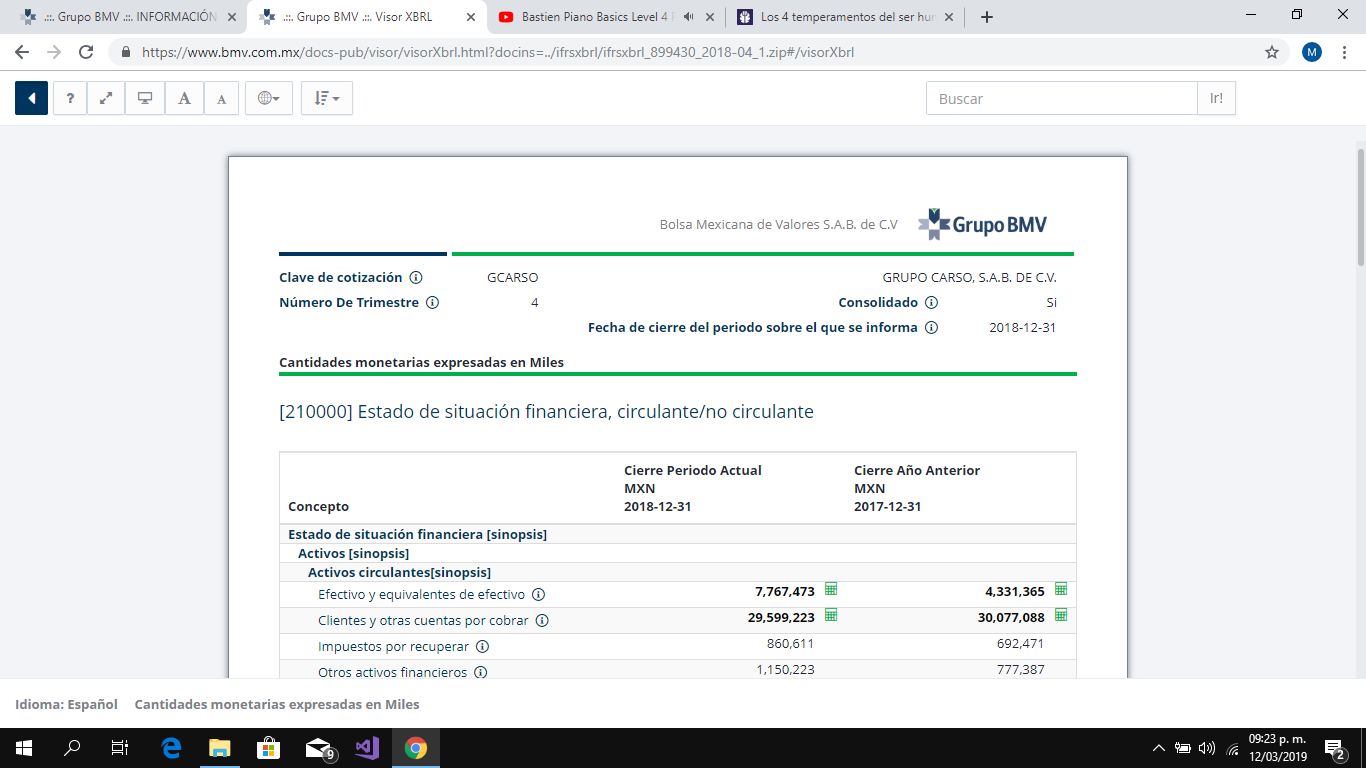 .::. Grupo BMV .::. INFORMACIÓN
.::. Grupo BMV .::. Visor XBRL
Bastien Piano Basics Level 4
Los 4 temperamentos del ser hu
https://www.bmv.com.mx/docs-pub/visor/visorXbrl.html?docins=../ifrsxbrl/ifrsxbrl_899430_2018-04_1.zip#/visorXbrl
M
? A A
Buscar Ir!
Bolsa Mexicana de Valores S.A.B. de C.V Grupo BMV
Clave de cotización GCARSO GRUPO CARSO, S.A.B. DE C.V.
Número De Trimestre 4 Consolidado Si
Fecha de cierre del periodo sobre el que se informa 2018-12-31
Cantidades monetarias expresadas en Miles
[210000] Estado de situación financiera, circulante/no circulante
Cierre Periodo Actual Cierre Año Anterior
MXN MXN
Concepto 2018-12-31 2017-12-31
Estado de situación financiera [sinopsis]
Activos [sinopsis]
Activos circulantes[sinopsis]
Efectivo y equivalentes de efectivo 7,767,473 4,331,365
Clientes y otras cuentas por cobrar 29,599,223 30,077,088
Impuestos por recuperar 860,611 692,471
Otros activos financieros 1,150,223 777,387
Idioma: Español Cantidades monetarias expresadas en Miles
9
09:23 p. m.
12/03/2019
2